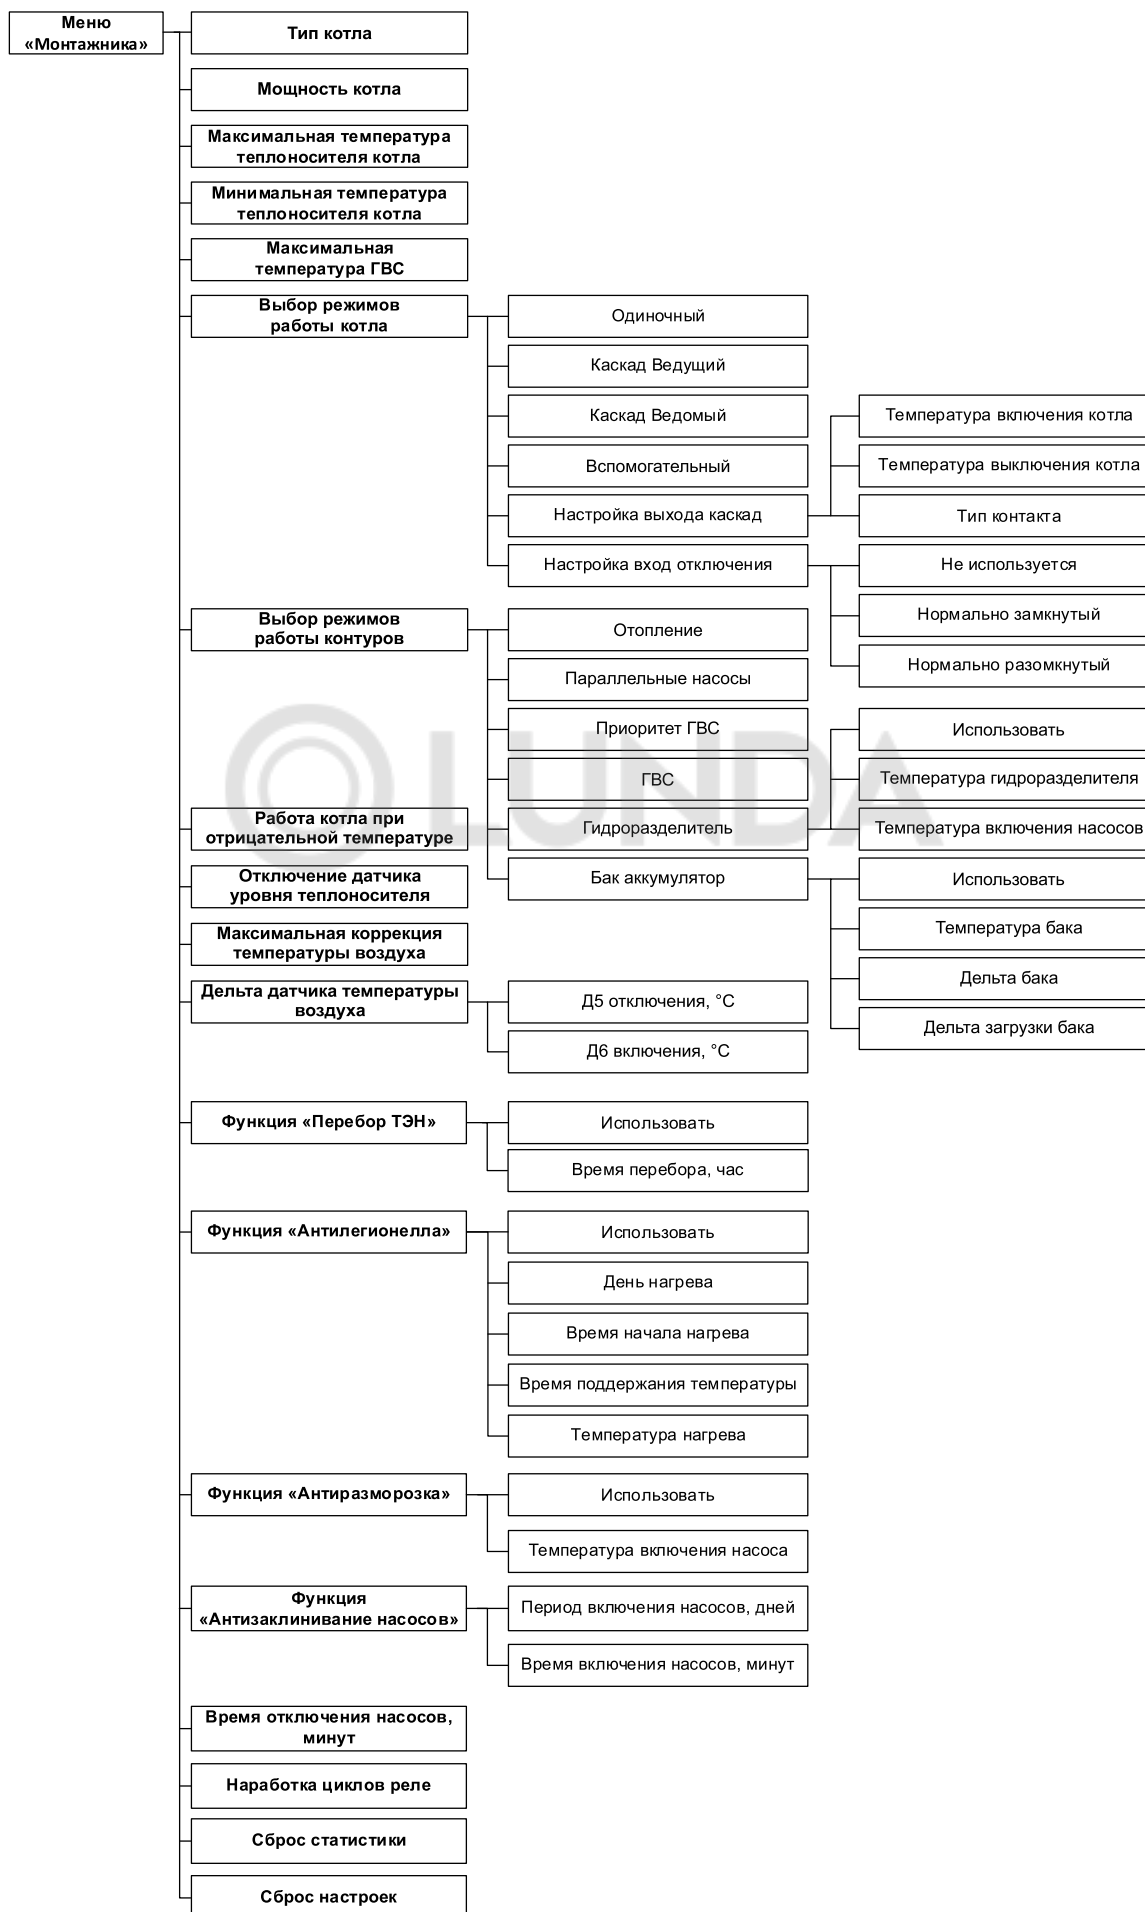 Меню
«Монтажника»
Тип котла
Мощность котла
Максимальная температура
теплоносителя котла
Минимальная температура
теплоносителя котла
Максимальная
температура ГВС
Выбор режимов
работы котла
Одиночный
Каскад Ведущий
Каскад Ведомый
Вспомогательный
Настройка выхода каскад
Температура включения котла
Температура выключения котла
Тип контакта
Настройка вход отключения
Не используется
Нормально замкнутый
Нормально разомкнутый
Выбор режимов
работы контуров
Отопление
Параллельные насосы
Приоритет ГВС
ГВС
Гидроразделитель
Использовать
Температура гидроразделителя
Температура включения насосов
Бак аккумулятор
Использовать
Температура бака
Дельта бака
Дельта загрузки бака
LUNDA
Работа котла при
отрицательной температуре
Отключение датчика
уровня теплоносителя
Максимальная коррекция
температуры воздуха
Дельта датчика температуры
воздуха
Д5 отключения, °С
Д6 включения, °С
Функция «Перебор ТЭН»
Использовать
Время перебора, час
Функция «Антилегионелла»
Использовать
День нагрева
Время начала нагрева
Время поддержания температуры
Температура нагрева
Функция «Антиразморозка»
Использовать
Температура включения насоса
Функция
«Антизаклинивание насосов»
Период включения насосов, дней
Время включения насосов, минут
Время отключения насосов,
минут
Наработка циклов реле
Сброс статистики
Сброс настроек